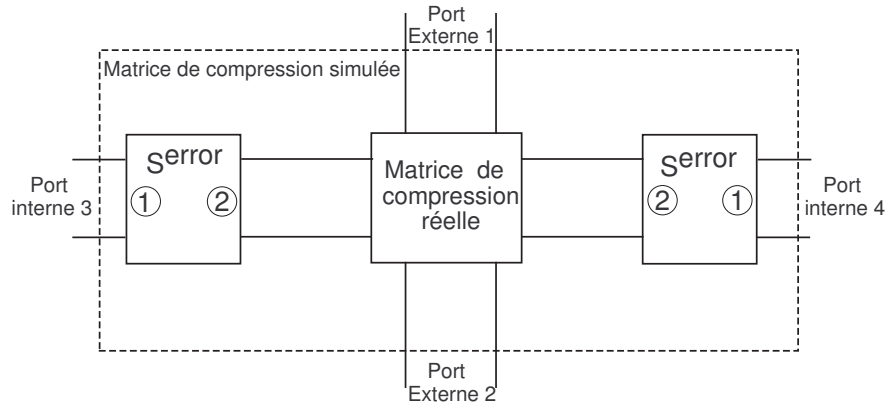 Port
Externe 1
Matrice de compression simulée
Serror
1
2
Port
interne 3
Matrice de
compression
réelle
Serror
2
1
Port
interne 4
Port
Externe 2